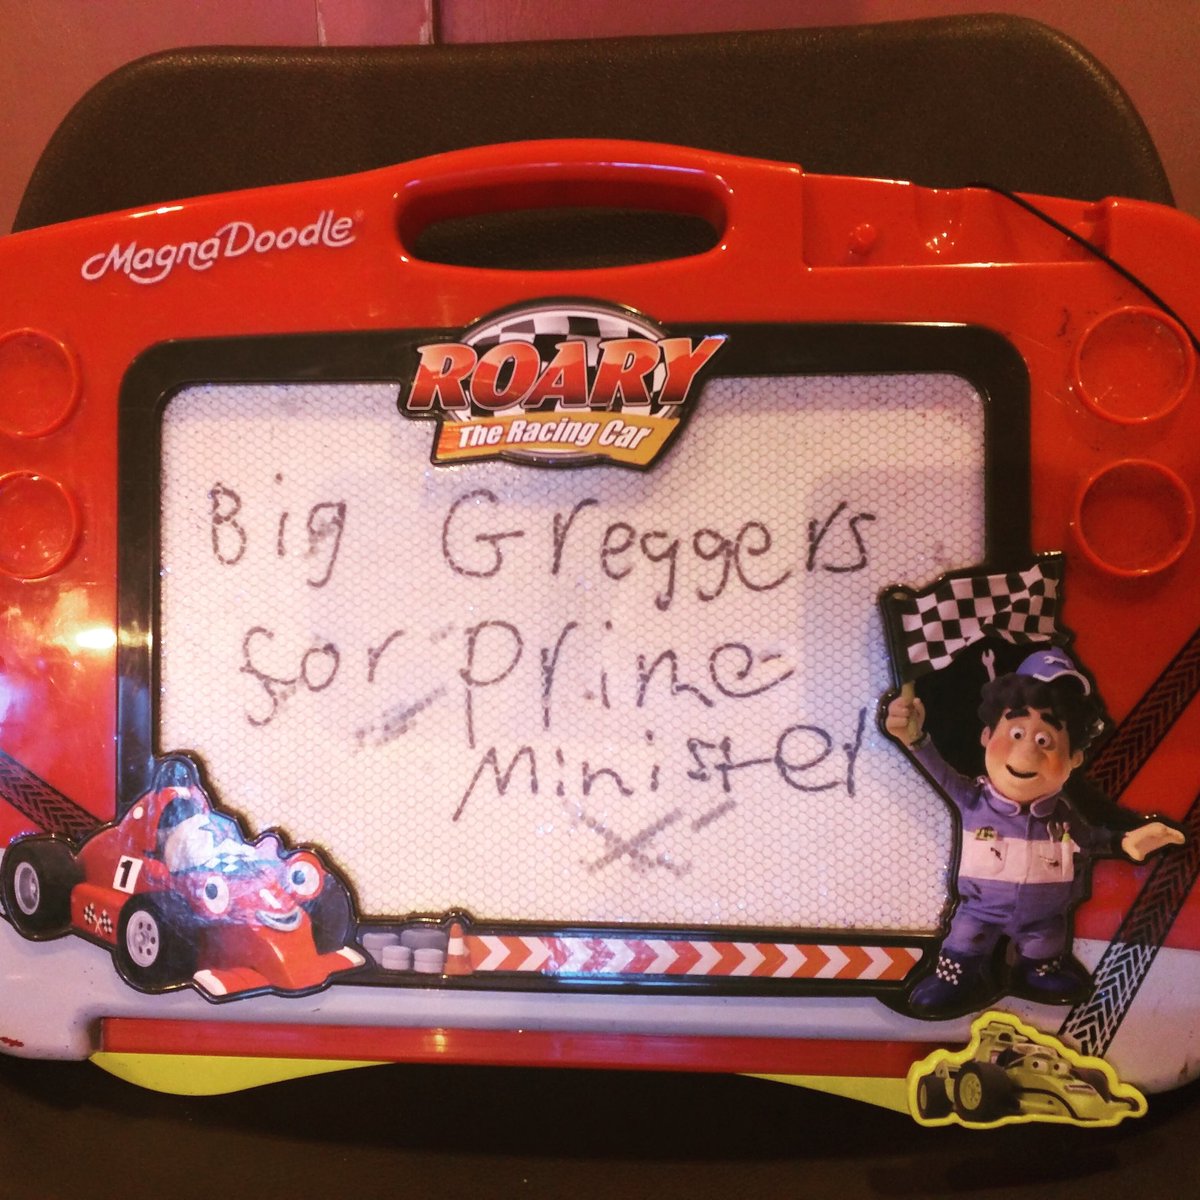 MagnaDoodle
ROARY
The Racing Car
Big Greggers
for prime
minister
1